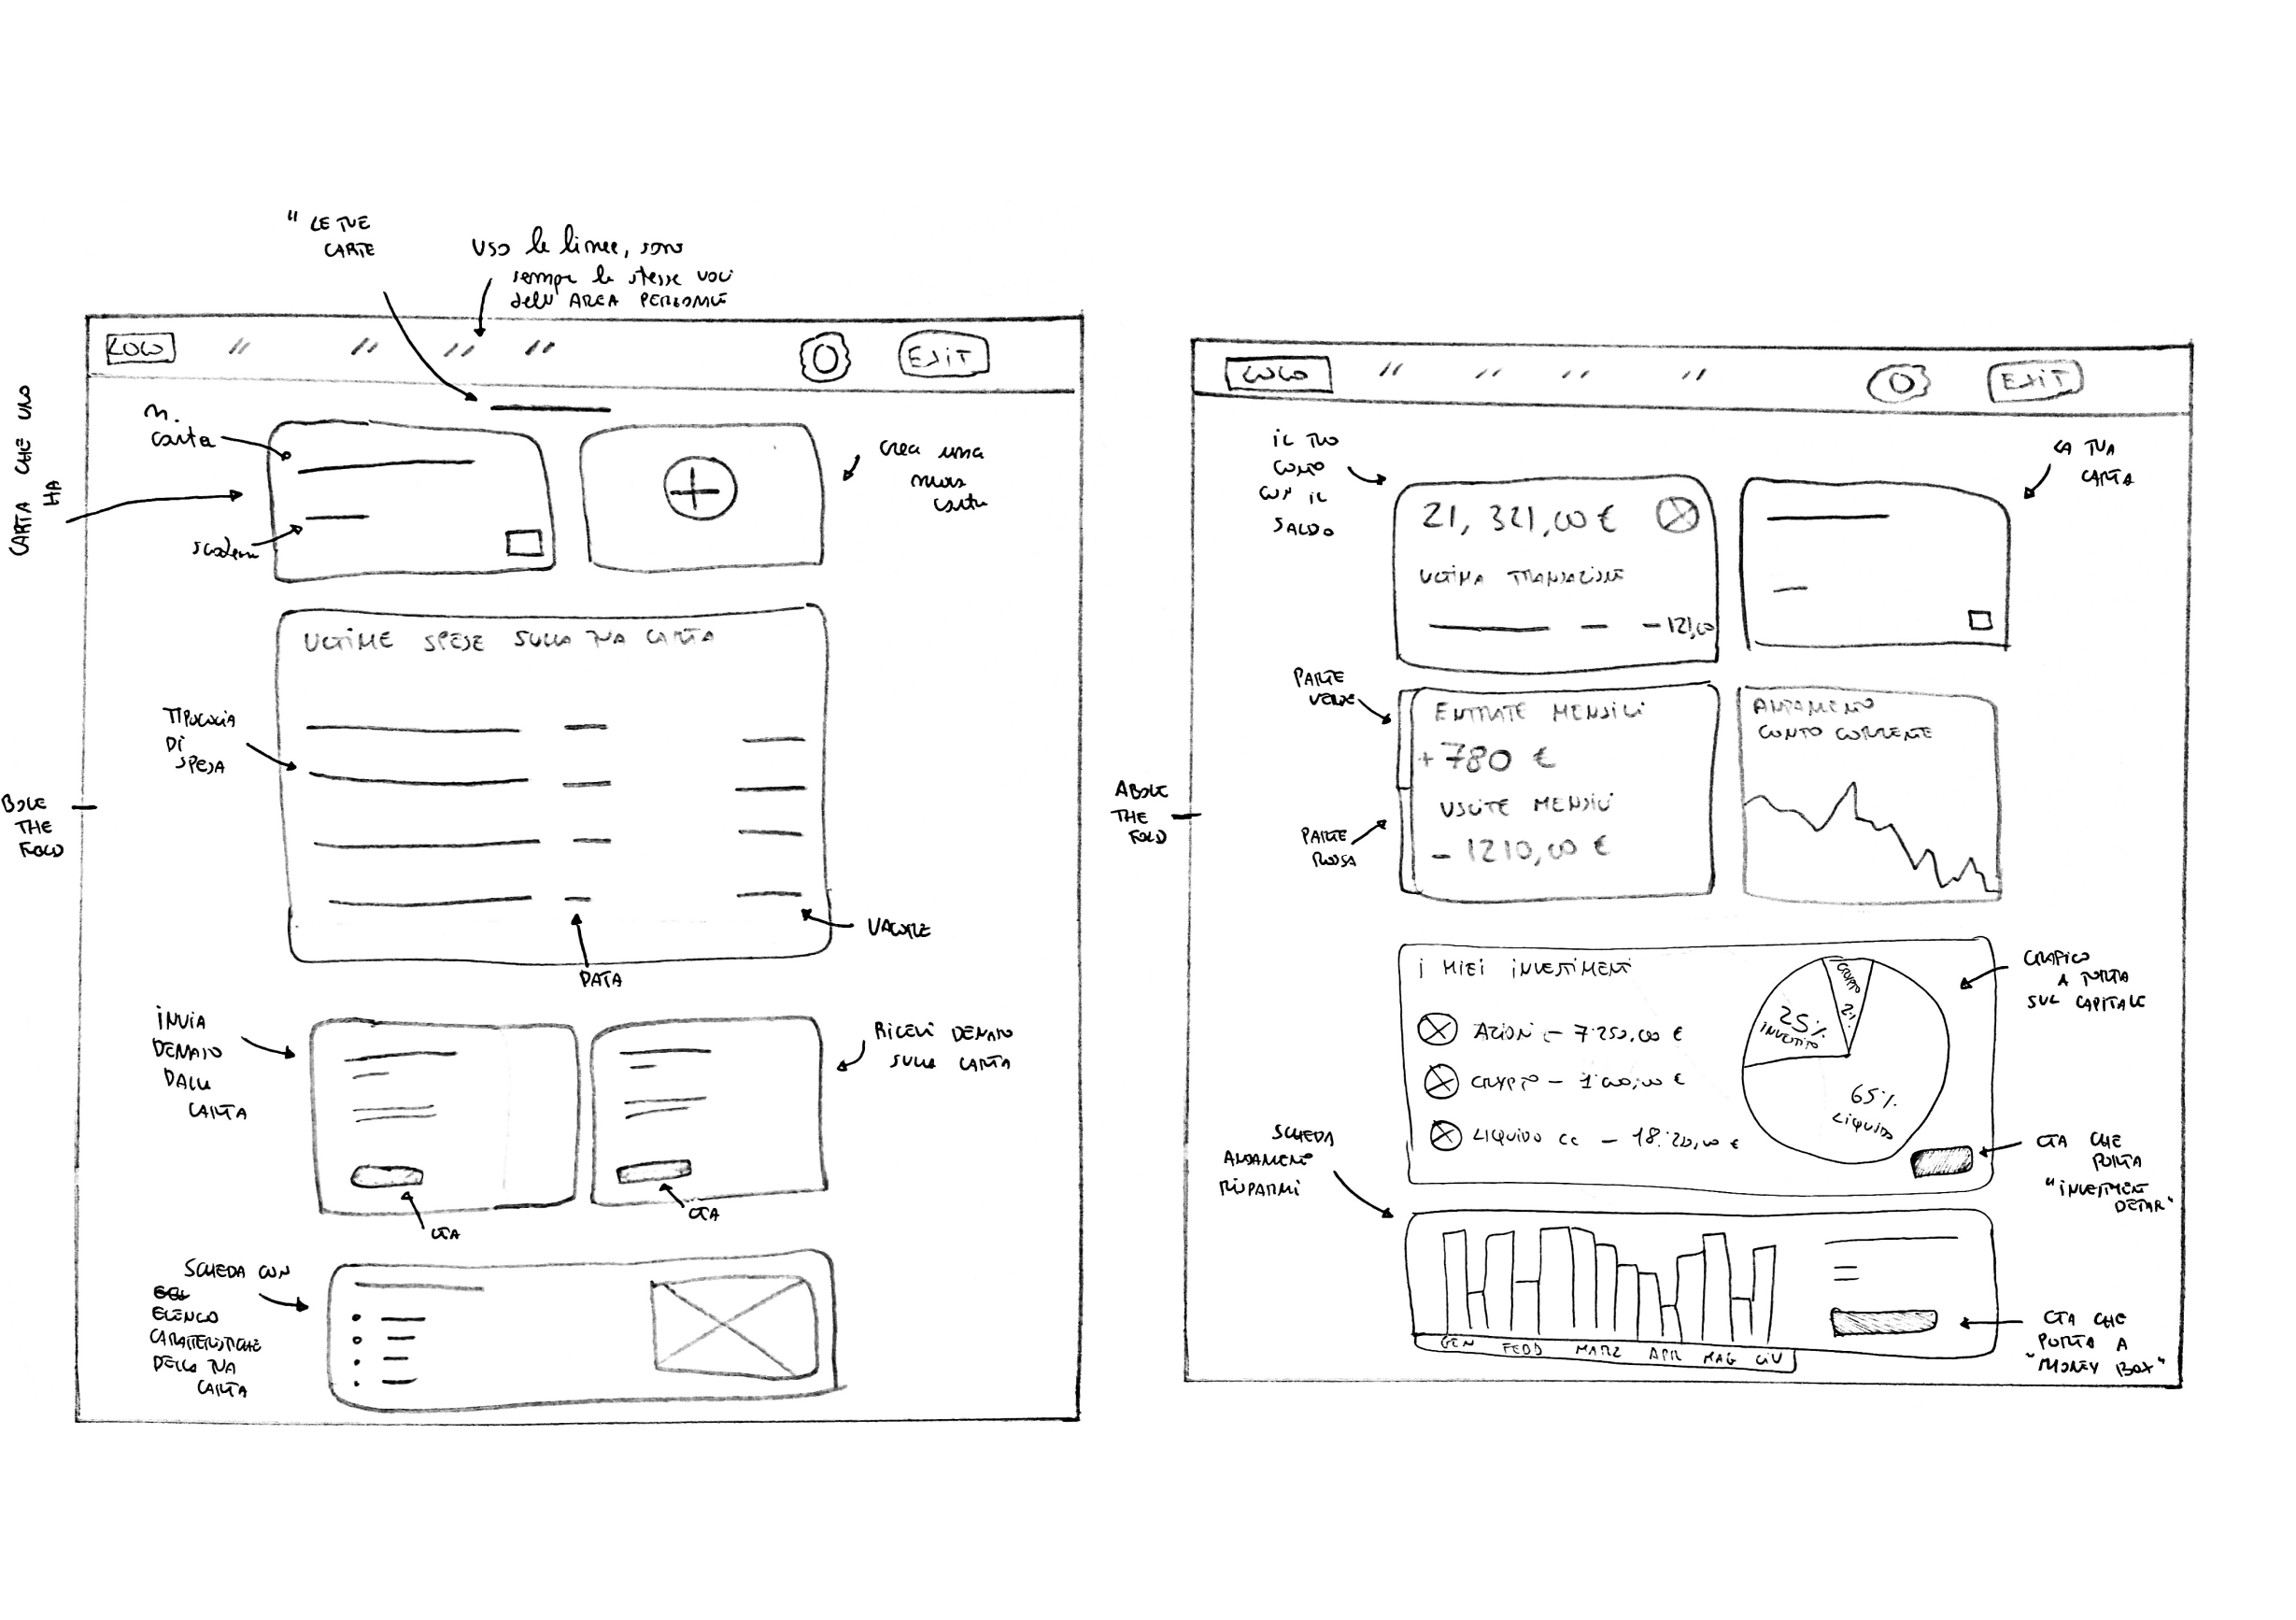 " LE TUE
CARTE
USO le linee, sono
sempre le stesse voci
dell' AREA PERSONALE
LOGO
EXIT
CARTA CHE UNO
HA
n.
carta
scadenza
crea una
nuova
carta
ULTIME SPESE SULLA TUA CARTA
TIPOLOGIA
DI
SPESA
BOVE
THE
FOLD
VALORE
DATA
INVIA
DENARO
DALLA
CARTA
RICEVI DENARO
SULLA CARTA
CTA
CTA
SCHEDA CON
ELENCO
CARATTERISTICHE
DELLA TUA
CARTA
LOGO
EXIT
IL TUO
CONTO
CON IL
SALDO
LA TUA
CARTA
21, 321,00 €
ULTIMA TRANSAZIONE
- 121,00
PARTE
VERDE
ENTRATE MENSILI
+ 780 €
USCITE MENSILI
- 1210,00 €
PARTE
ROSSA
ANDAMENTO
CONTO CORRENTE
ABOVE
THE
FOLD
I MIEI INVESTIMENTI
AZIONI - 7.250,00 €
CRYPTO - 1.000,00 €
LIQUIDO CC - 18.20,00 €
CRYPTO
25%
INVESTITO
65%
LIQUIDO
GRAFICO
A TORTA
SUL CAPITALE
CTA CHE
PORTA
"INVESTMENT
SCHEDA
ANDAMENTO
RISPARMI
GEN FEBB MARZ APR MAG GIU
CTA CHE
PORTA A
"MONEY BOX"